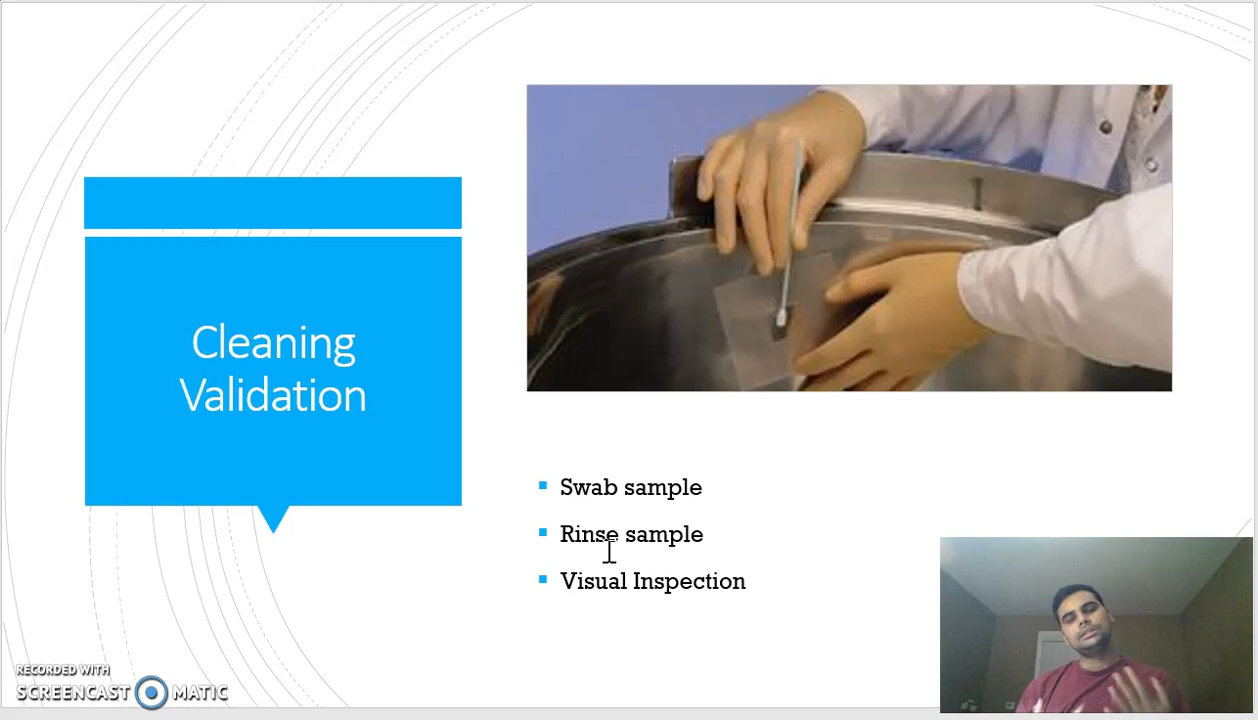 Cleaning
Validation
Swab sample
Rinse sample
Visual Inspection
RECORDED WITH
SCREENCAST MATIC